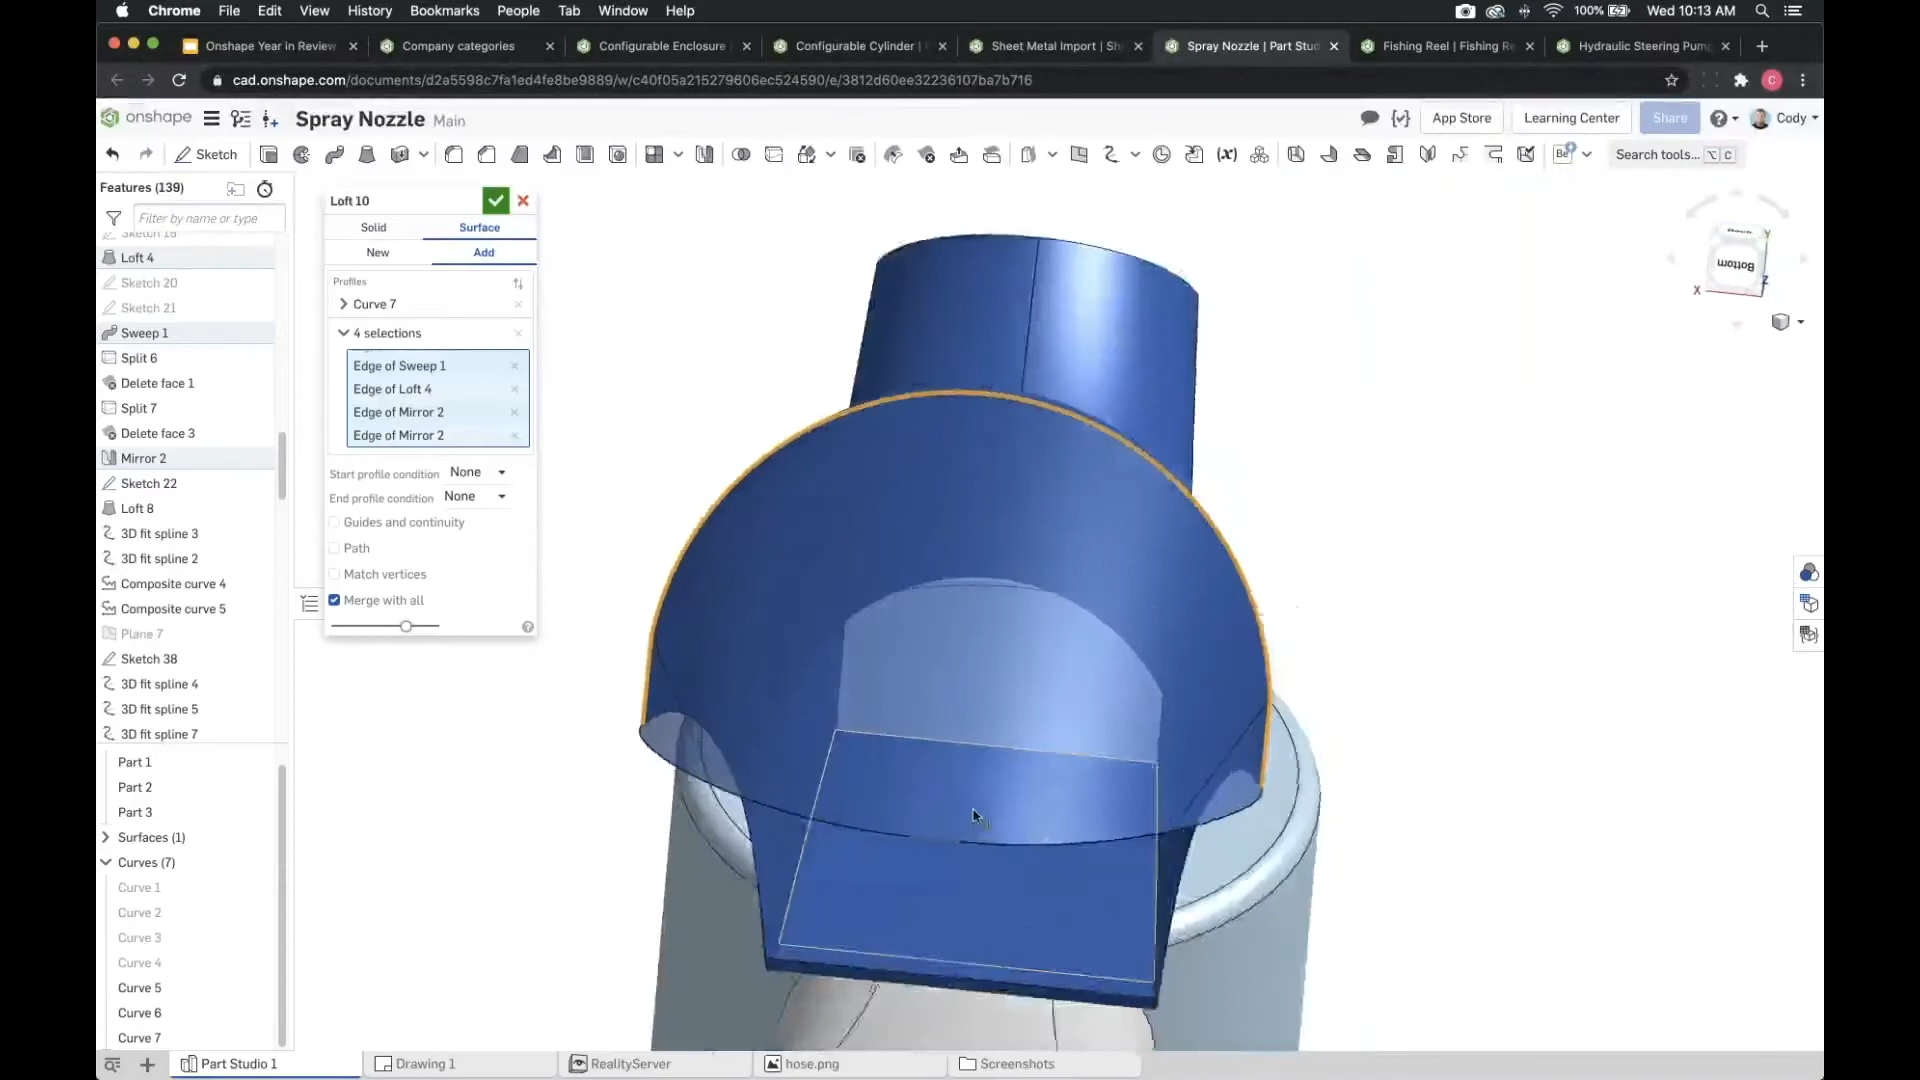 Chrome File Edit View History Bookmarks People Tab Window Help 100% Wed 10:13 AM
Onshape Year in Review Company categories Configurable Enclosure Configurable Cylinder | Sheet Metal Import | Sh Spray Nozzle | Part Stud Fishing Reel | Fishing Re Hydraulic Steering Pum
cad.onshape.com/documents/d2a5598c7fa1ed4fe8be9889/w/c40f05a215279606ec524590/e/3812d60ee32236107ba7b716
onshape Spray Nozzle Main App Store Learning Center Share Cody
Sketch (x) Be Search tools... ⌥ C
Features (139)
Filter by name or type
Loft 4
Sketch 20
Sketch 21
Sweep 1
Split 6
Delete face 1
Split 7
Delete face 3
Mirror 2
Sketch 22
Loft 8
3D fit spline 3
3D fit spline 2
Composite curve 4
Composite curve 5
Plane 7
Sketch 38
3D fit spline 4
3D fit spline 5
3D fit spline 7
Part 1
Part 2
Part 3
Surfaces (1)
Curves (7)
Curve 1
Curve 2
Curve 3
Curve 4
Curve 5
Curve 6
Curve 7
Loft 10
Solid Surface
New Add
Profiles
Curve 7
4 selections
Edge of Sweep 1
Edge of Loft 4
Edge of Mirror 2
Edge of Mirror 2
Start profile condition None
End profile condition None
Guides and continuity
Path
Match vertices
Merge with all
Bottom
X
Y
Z
Part Studio 1 Drawing 1 RealityServer hose.png Screenshots